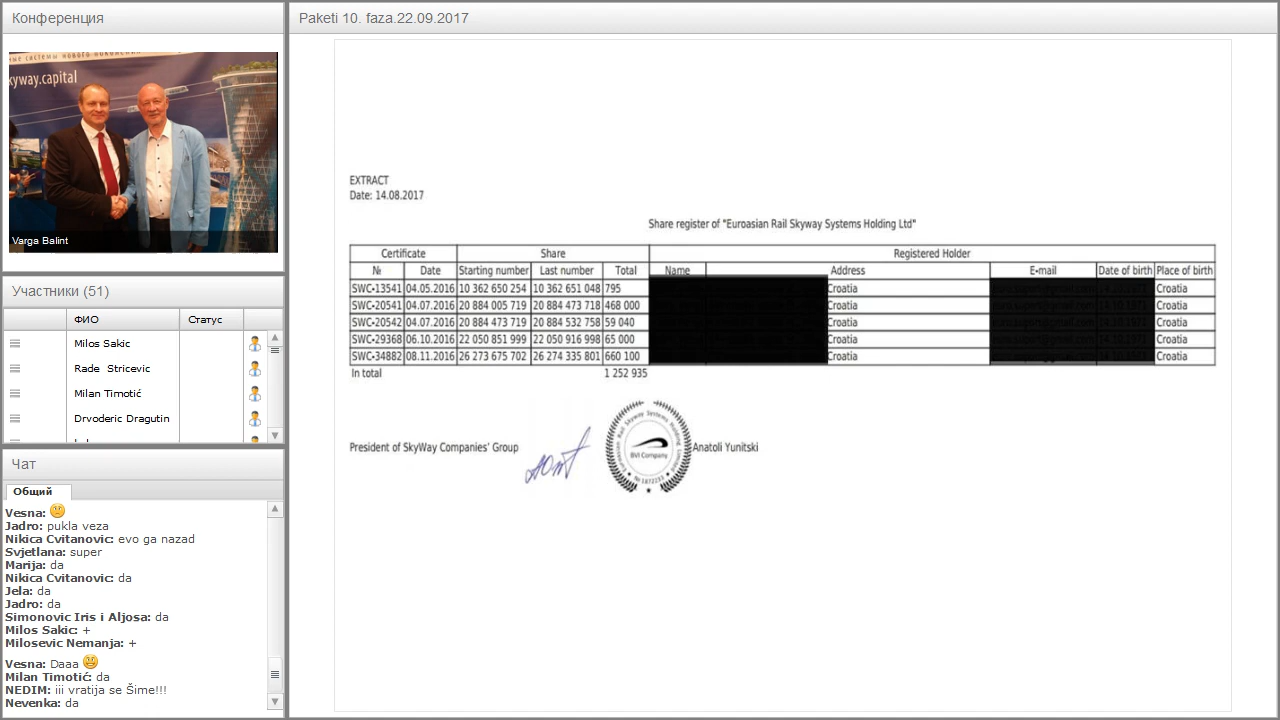 Конференция
ные системы нового поколения
kyway.capital
Varga Balint
Участники (51)
ФИО Статус
Milos Sakic
Rade Stricevic
Milan Timotić
Drvoderic Dragutin
Чат
Общий
Vesna:
Jadro: pukla veza
Nikica Cvitanovic: evo ga nazad
Svjetlana: super
Marija: da
Nikica Cvitanovic: da
Jela: da
Jadro: da
Simonovic Iris i Aljosa: da
Milos Sakic: +
Milosevic Nemanja: +
Vesna: Daaa
Milan Timotić: da
NEDIM: iii vratija se Šime!!!
Nevenka: da
Paketi 10. faza.22.09.2017
EXTRACT
Date: 14.08.2017
Share register of "Euroasian Rail Skyway Systems Holding Ltd"
Certificate Share Registered Holder
№ Date Starting number Last number Total Name Address E-mail Date of birth Place of birth
SWC-13541 04.05.2016 10 362 650 254 10 362 651 048 795 Croatia Croatia
SWC-20541 04.07.2016 20 884 005 719 20 884 473 718 468 000 Croatia Croatia
SWC-20542 04.07.2016 20 884 473 719 20 884 532 758 59 040 Croatia Croatia
SWC-29368 06.10.2016 22 050 851 999 22 050 916 998 65 000 Croatia Croatia
SWC-34882 08.11.2016 26 273 675 702 26 274 335 801 660 100 Croatia Croatia
In total 1 252 935
President of SkyWay Companies' Group
Euroasian Rail Skyway Systems Holding Limited
BVI Company
Anatoli Yunitski